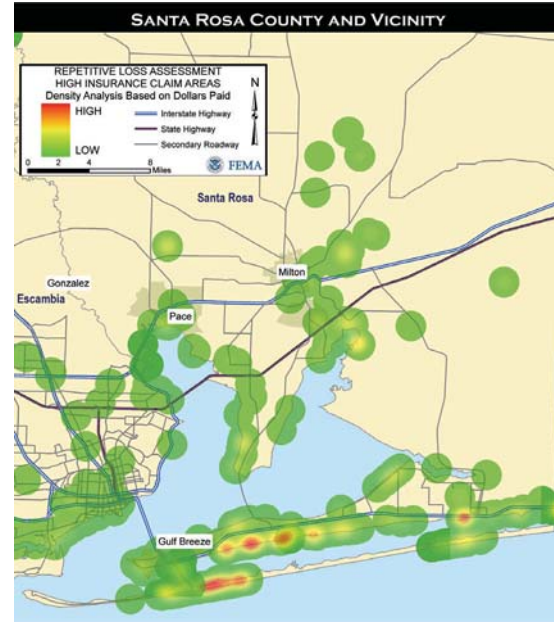 SANTA ROSA COUNTY AND VICINITY
REPETITIVE LOSS ASSESSMENT
HIGH INSURANCE CLAIM AREAS
Density Analysis Based on Dollars Paid
N
HIGH
LOW
Interstate Highway
State Highway
Secondary Roadway
0 2 4 8
Miles
FEMA
Santa Rosa
Gonzalez
Milton
Escambia
Pace
Gulf Breeze